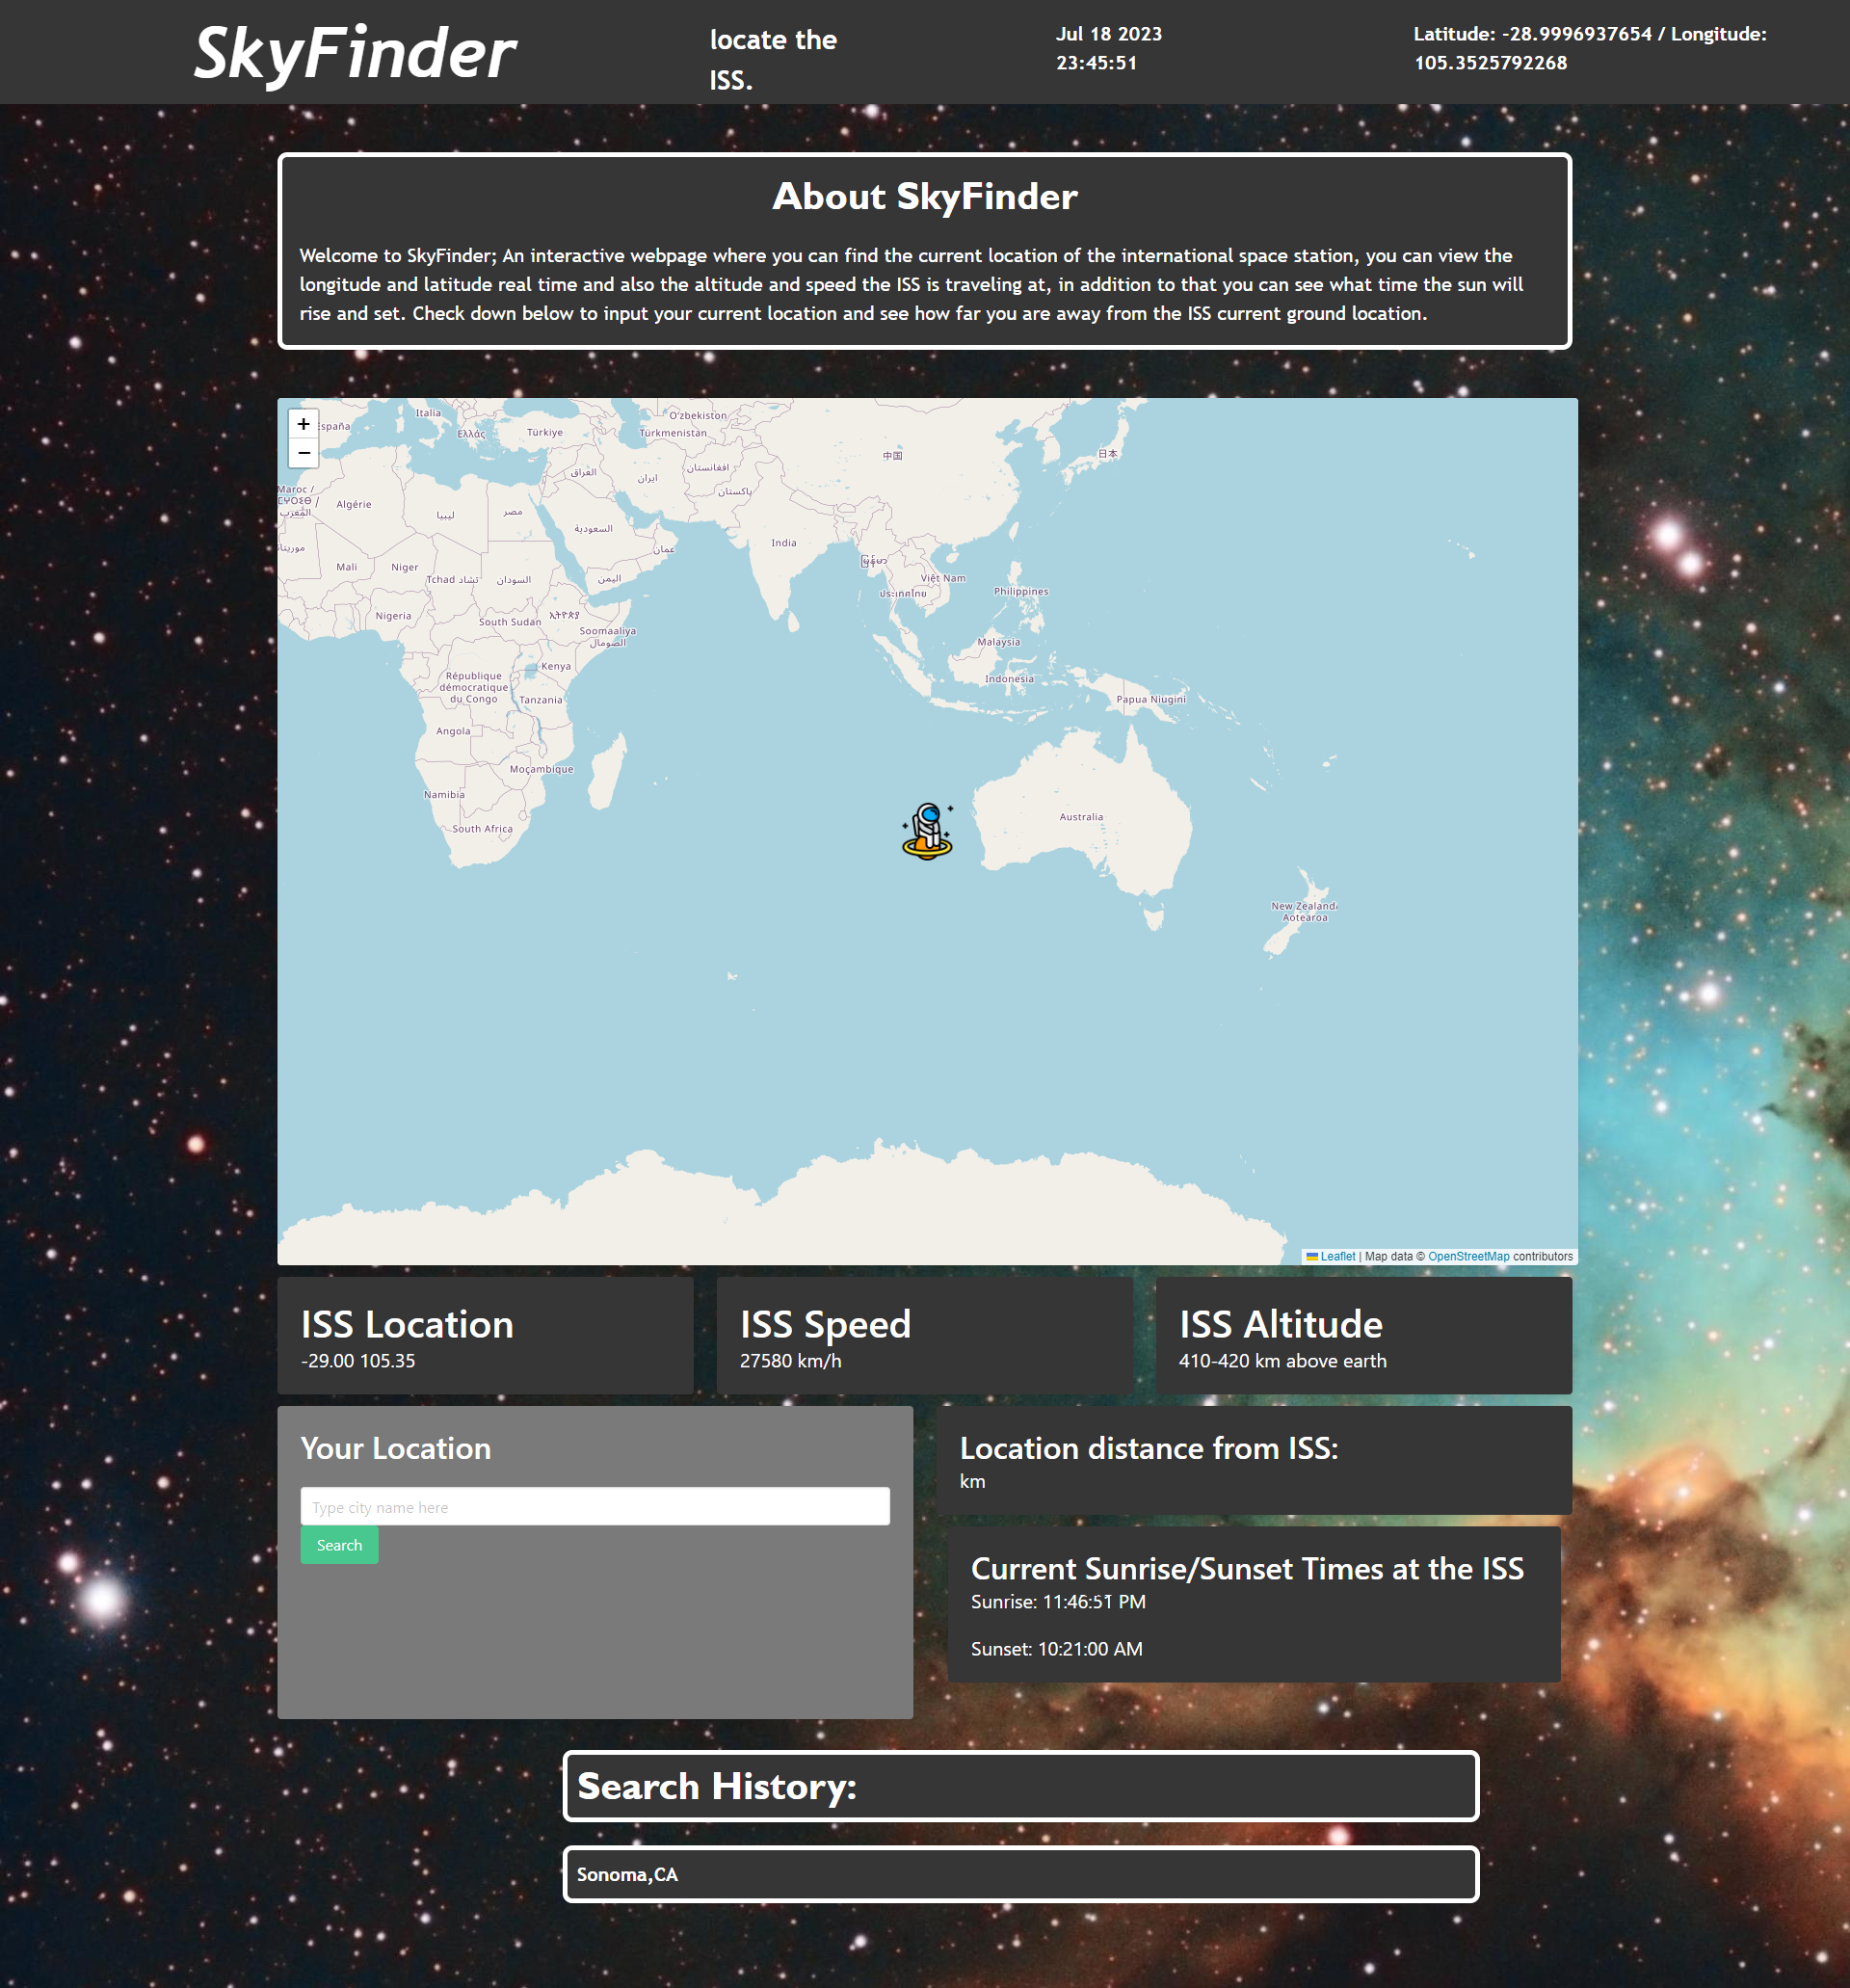 SkyFinder
locate the
ISS.
Jul 18 2023
23:45:51
Latitude: -28.9996937654 / Longitude:
105.3525792268
About SkyFinder
Welcome to SkyFinder; An interactive webpage where you can find the current location of the international space station, you can view the
longitude and latitude real time and also the altitude and speed the ISS is traveling at, in addition to that you can see what time the sun will
rise and set. Check down below to input your current location and see how far you are away from the ISS current ground location.
+
−
España
Italia
Ελλάς
Türkiye
O'zbekiston
Türkmenistan
中国
日本
العراق
ایران
افغانستان
پاکستان
Maroc /
المغرب
Algérie
ليبيا
مصر
السعودية
عمان
India
Mali
Niger
Tchad تشاد
السودان
اليمن
Việt Nam
ประเทศไทย
Philippines
Nigeria
South Sudan
ኢትዮጵያ
Soomaaliya
الصومال
Malaysia
Kenya
République
démocratique
du Congo
Indonesia
Tanzania
Papua Niugini
Angola
Moçambique
Namibia
South Africa
Australia
New Zealand/
Aotearoa
Leaflet | Map data © OpenStreetMap contributors
ISS Location
-29.00 105.35
ISS Speed
27580 km/h
ISS Altitude
410-420 km above earth
Your Location
Type city name here
Search
Location distance from ISS:
km
Current Sunrise/Sunset Times at the ISS
Sunrise: 11:46:51 PM
Sunset: 10:21:00 AM
Search History:
Sonoma,CA